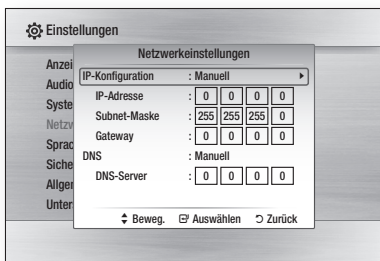 Einstellungen
Netzwerkeinstellungen
IP-Konfiguration : Manuell
IP-Adresse : 0 0 0 0
Subnet-Maske : 255 255 255 0
Gateway : 0 0 0 0
DNS : Manuell
DNS-Server : 0 0 0 0
Beweg. Auswählen Zurück
Anzei
Audio
Syste
Netzw
Sprac
Siche
Allger
Unter